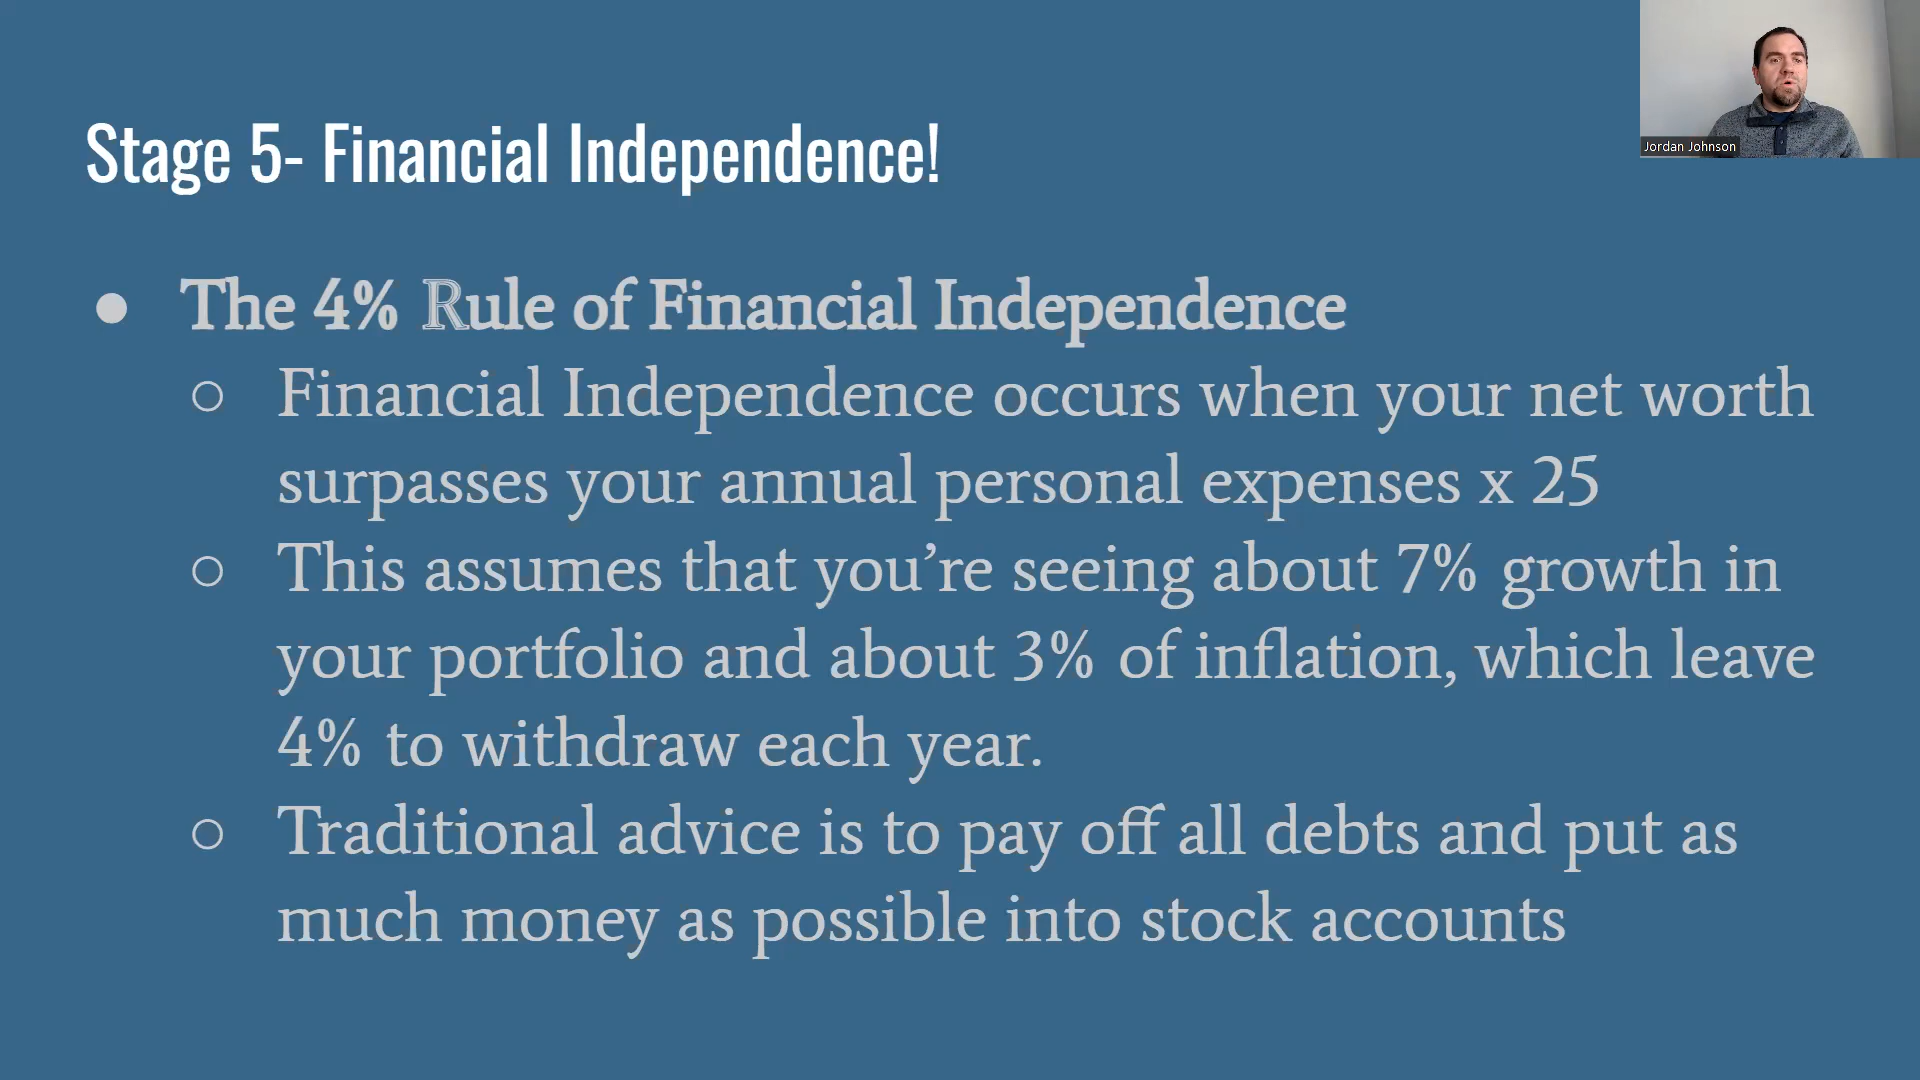 Stage 5- Financial Independence!
Jordan Johnson
● The 4% ℝule of Financial Independence
○ Financial Independence occurs when your net worth
surpasses your annual personal expenses x 25
○ This assumes that you’re seeing about 7% growth in
your portfolio and about 3% of inflation, which leave
4% to withdraw each year.
○ Traditional advice is to pay off all debts and put as
much money as possible into stock accounts